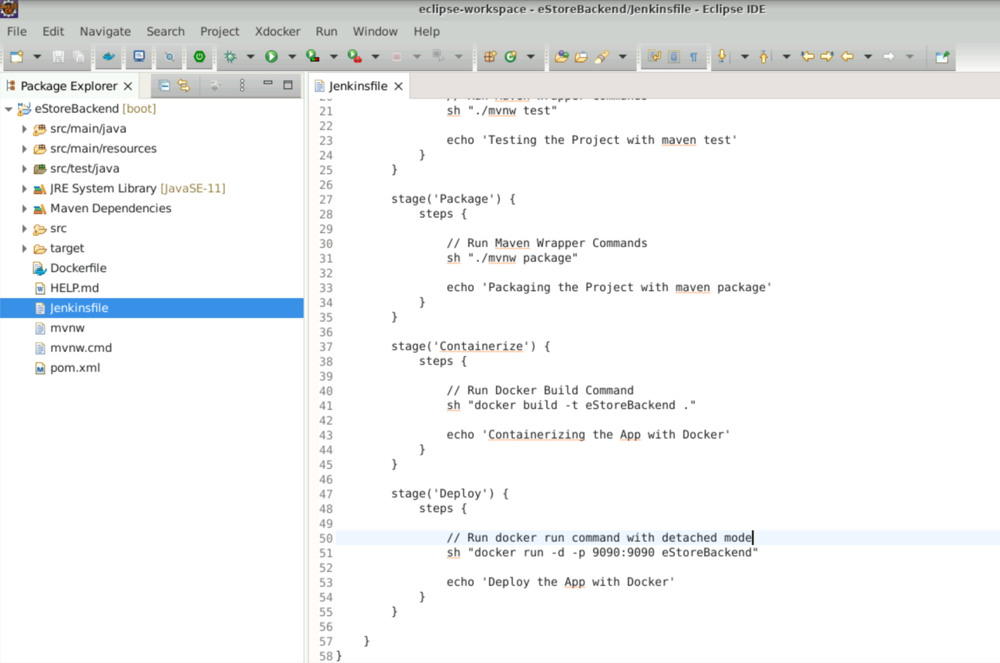 eclipse-workspace - eStoreBackend/Jenkinsfile - Eclipse IDE
File Edit Navigate Search Project Xdocker Run Window Help
Package Explorer
eStoreBackend [boot]
src/main/java
src/main/resources
src/test/java
JRE System Library [JavaSE-11]
Maven Dependencies
src
target
Dockerfile
HELP.md
Jenkinsfile
mvnw
mvnw.cmd
pom.xml
Jenkinsfile
20 // Run Maven Wrapper Commands
21 sh "./mvnw test"
22
23 echo 'Testing the Project with maven test'
24 }
25 }
26
27 stage('Package') {
28 steps {
29
30 // Run Maven Wrapper Commands
31 sh "./mvnw package"
32
33 echo 'Packaging the Project with maven package'
34 }
35 }
36
37 stage('Containerize') {
38 steps {
39
40 // Run Docker Build Command
41 sh "docker build -t eStoreBackend ."
42
43 echo 'Containerizing the App with Docker'
44 }
45 }
46
47 stage('Deploy') {
48 steps {
49
50 // Run docker run command with detached mode
51 sh "docker run -d -p 9090:9090 eStoreBackend"
52
53 echo 'Deploy the App with Docker'
54 }
55 }
56
57 }
58 }